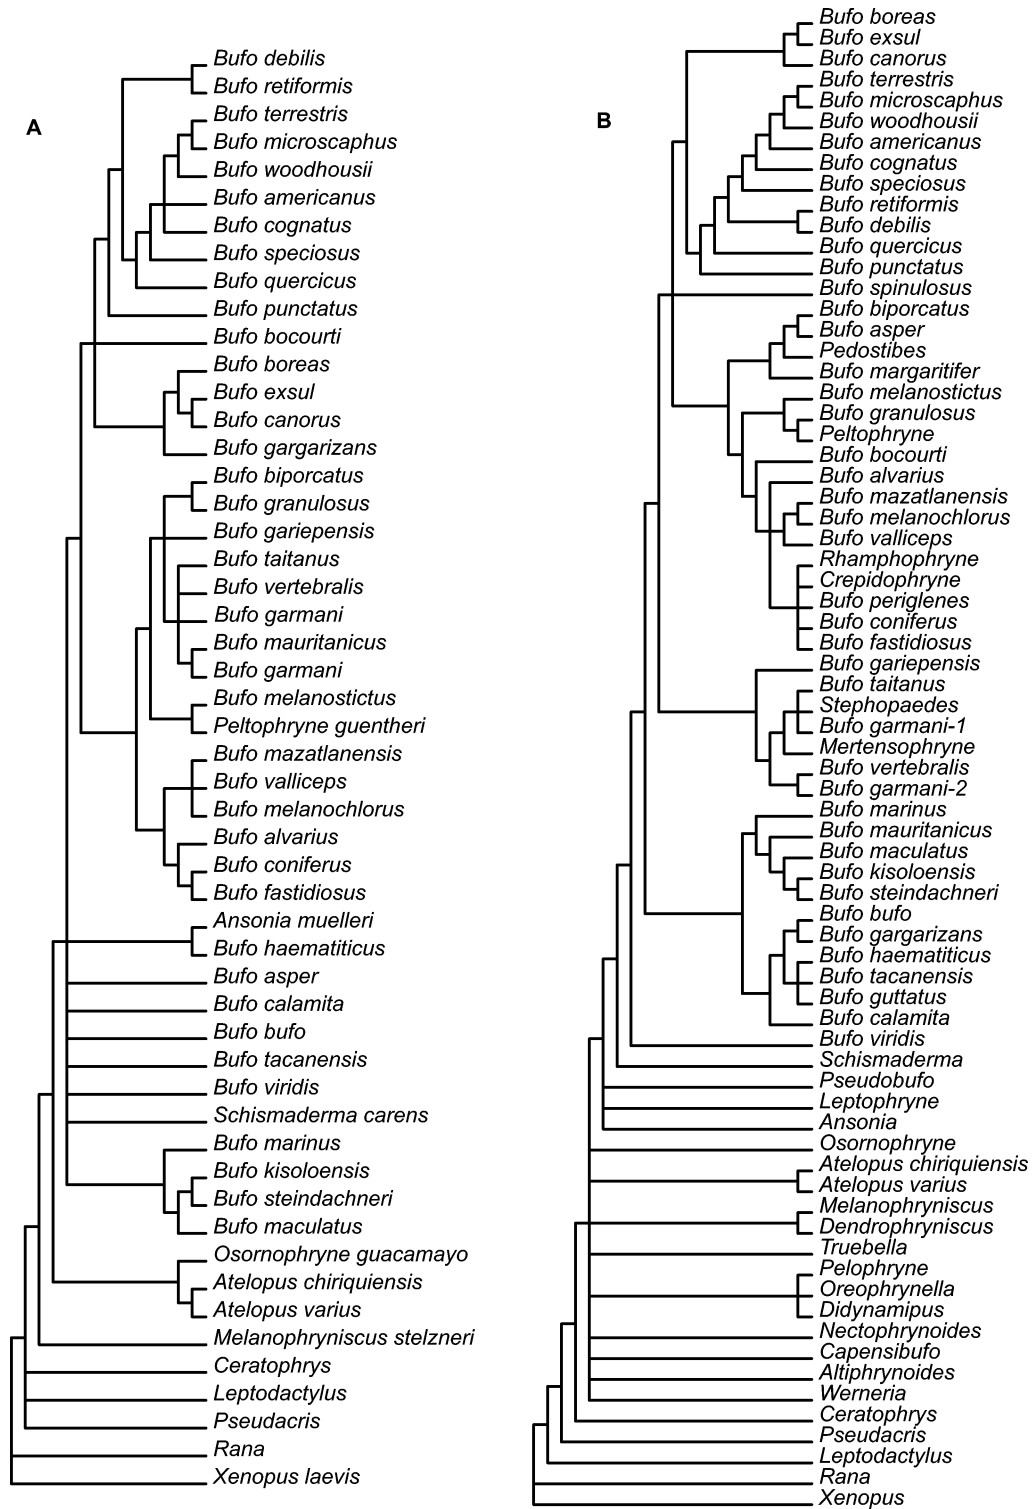 A
Bufo debilis
Bufo retiformis
Bufo terrestris
Bufo microscaphus
Bufo woodhousii
Bufo americanus
Bufo cognatus
Bufo speciosus
Bufo quercicus
Bufo punctatus
Bufo bocourti
Bufo boreas
Bufo exsul
Bufo canorus
Bufo gargarizans
Bufo biporcatus
Bufo granulosus
Bufo gariepensis
Bufo taitanus
Bufo vertebralis
Bufo garmani
Bufo mauritanicus
Bufo garmani
Bufo melanostictus
Peltophryne guentheri
Bufo mazatlanensis
Bufo valliceps
Bufo melanochlorus
Bufo alvarius
Bufo coniferus
Bufo fastidiosus
Ansonia muelleri
Bufo haematiticus
Bufo asper
Bufo calamita
Bufo bufo
Bufo tacanensis
Bufo viridis
Schismaderma carens
Bufo marinus
Bufo kisoloensis
Bufo steindachneri
Bufo maculatus
Osornophryne guacamayo
Atelopus chiriquiensis
Atelopus varius
Melanophryniscus stelzneri
Ceratophrys
Leptodactylus
Pseudacris
Rana
Xenopus laevis
B
Bufo boreas
Bufo exsul
Bufo canorus
Bufo terrestris
Bufo microscaphus
Bufo woodhousii
Bufo americanus
Bufo cognatus
Bufo speciosus
Bufo retiformis
Bufo debilis
Bufo quercicus
Bufo punctatus
Bufo spinulosus
Bufo biporcatus
Bufo asper
Pedostibes
Bufo margaritifer
Bufo melanostictus
Bufo granulosus
Peltophryne
Bufo bocourti
Bufo alvarius
Bufo mazatlanensis
Bufo melanochlorus
Bufo valliceps
Rhamphophryne
Crepidophryne
Bufo periglenes
Bufo coniferus
Bufo fastidiosus
Bufo gariepensis
Bufo taitanus
Stephopaedes
Bufo garmani-1
Mertensophryne
Bufo vertebralis
Bufo garmani-2
Bufo marinus
Bufo mauritanicus
Bufo maculatus
Bufo kisoloensis
Bufo steindachneri
Bufo bufo
Bufo gargarizans
Bufo haematiticus
Bufo tacanensis
Bufo guttatus
Bufo calamita
Bufo viridis
Schismaderma
Pseudobufo
Leptophryne
Ansonia
Osornophryne
Atelopus chiriquiensis
Atelopus varius
Melanophryniscus
Dendrophryniscus
Truebella
Pelophryne
Oreophrynella
Didynamipus
Nectophrynoides
Capensibufo
Altiphrynoides
Werneria
Ceratophrys
Pseudacris
Leptodactylus
Rana
Xenopus